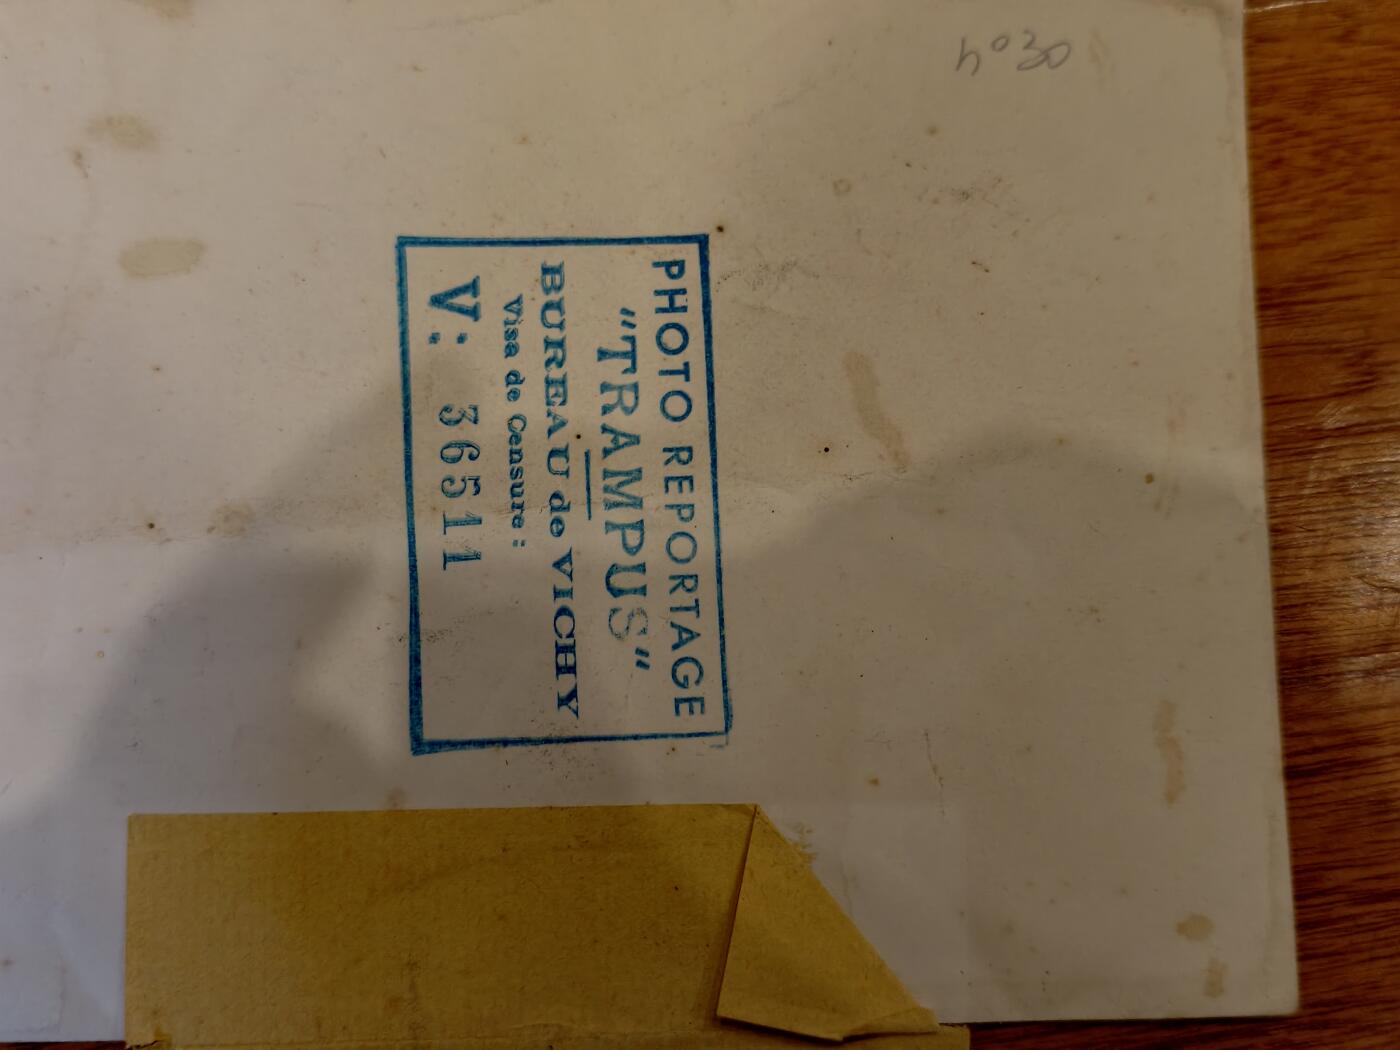 n°30
PHOTO REPORTAGE
"TRAMPUS"
BUREAU de VICHY
Visa de Censure :
V: 36511